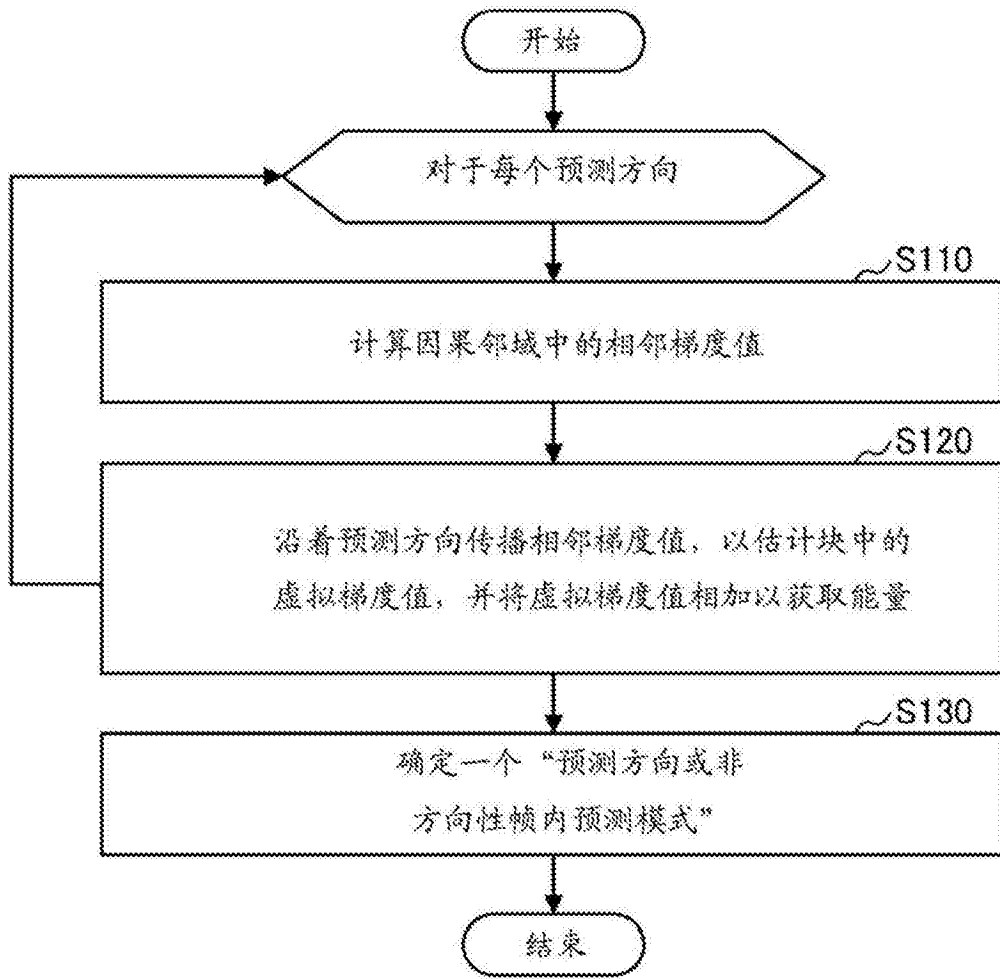 开始
对于每个预测方向
S110
计算因果邻域中的相邻梯度值
S120
沿着预测方向传播相邻梯度值，以估计块中的
虚拟梯度值，并将虚拟梯度值相加以获取能量
S130
确定一个“预测方向或非
方向性帧内预测模式”
结束